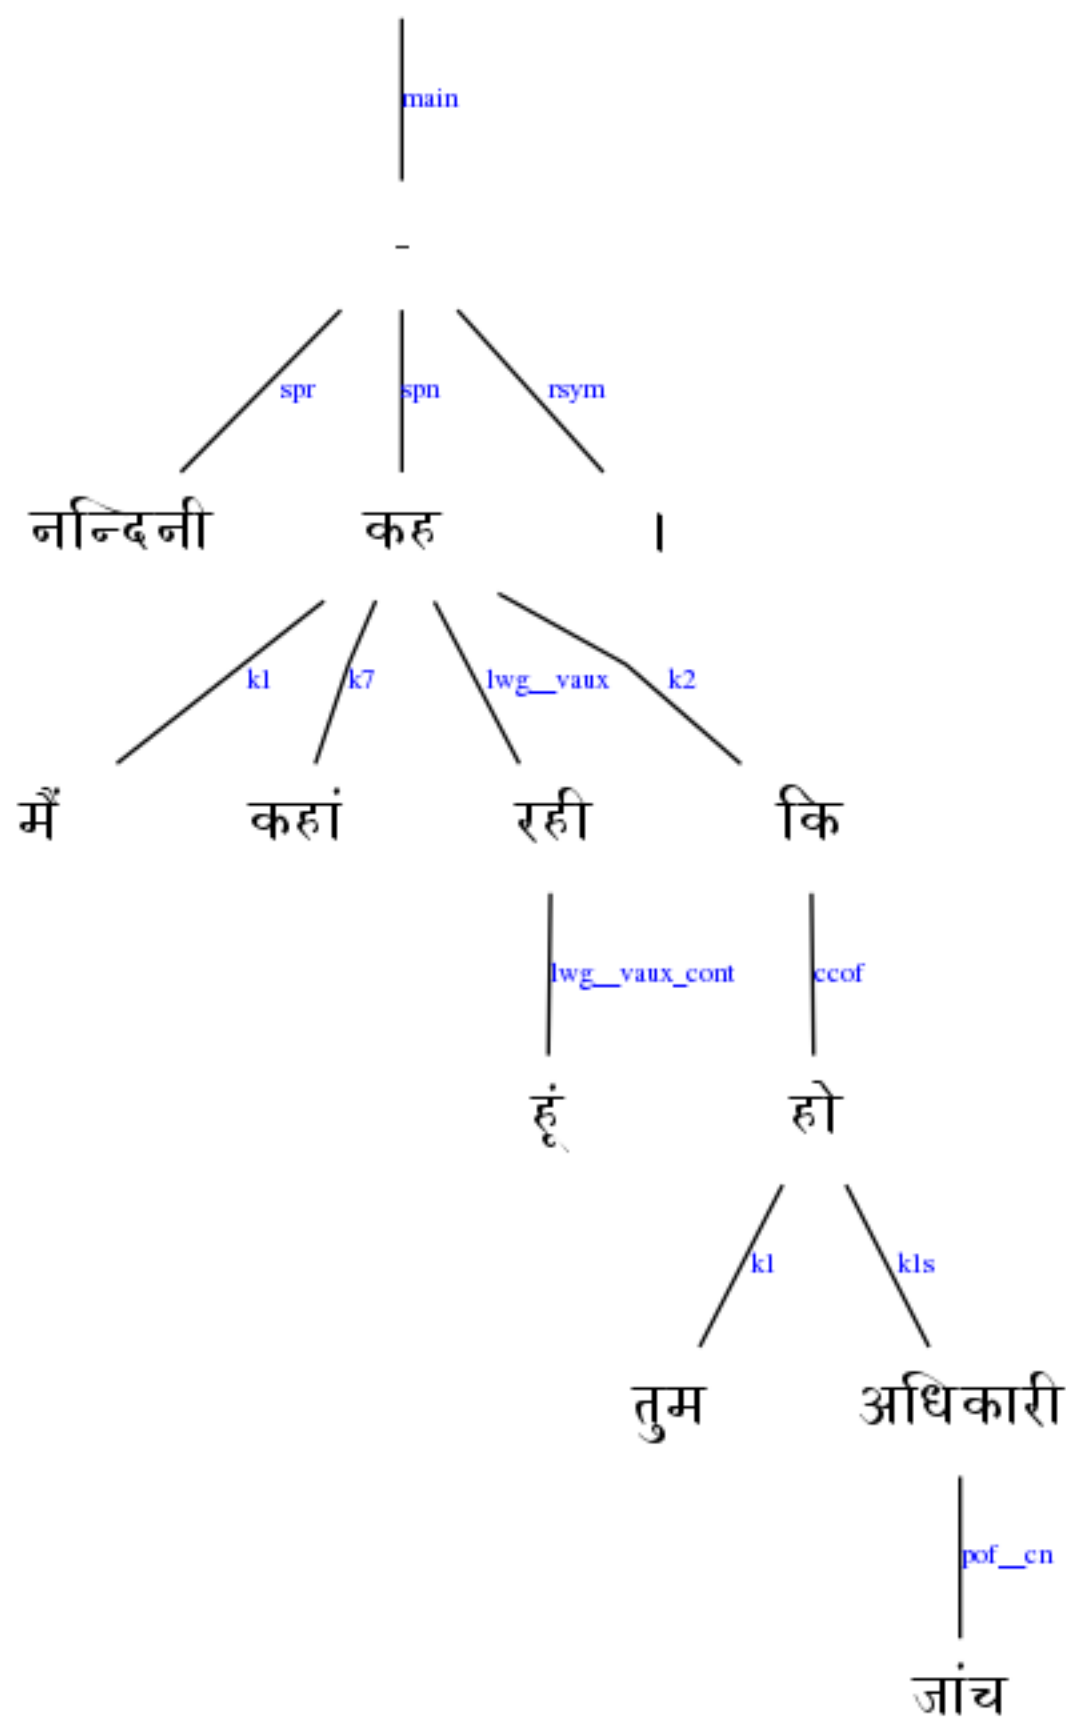 main
-
spr spn rsym
नन्दिनी कह ।
k1 k7 lwg__vaux k2
मैं कहां रही कि
lwg__vaux_cont ccof
हूं हो
k1 k1s
तुम अधिकारी
pof__cn
जांच